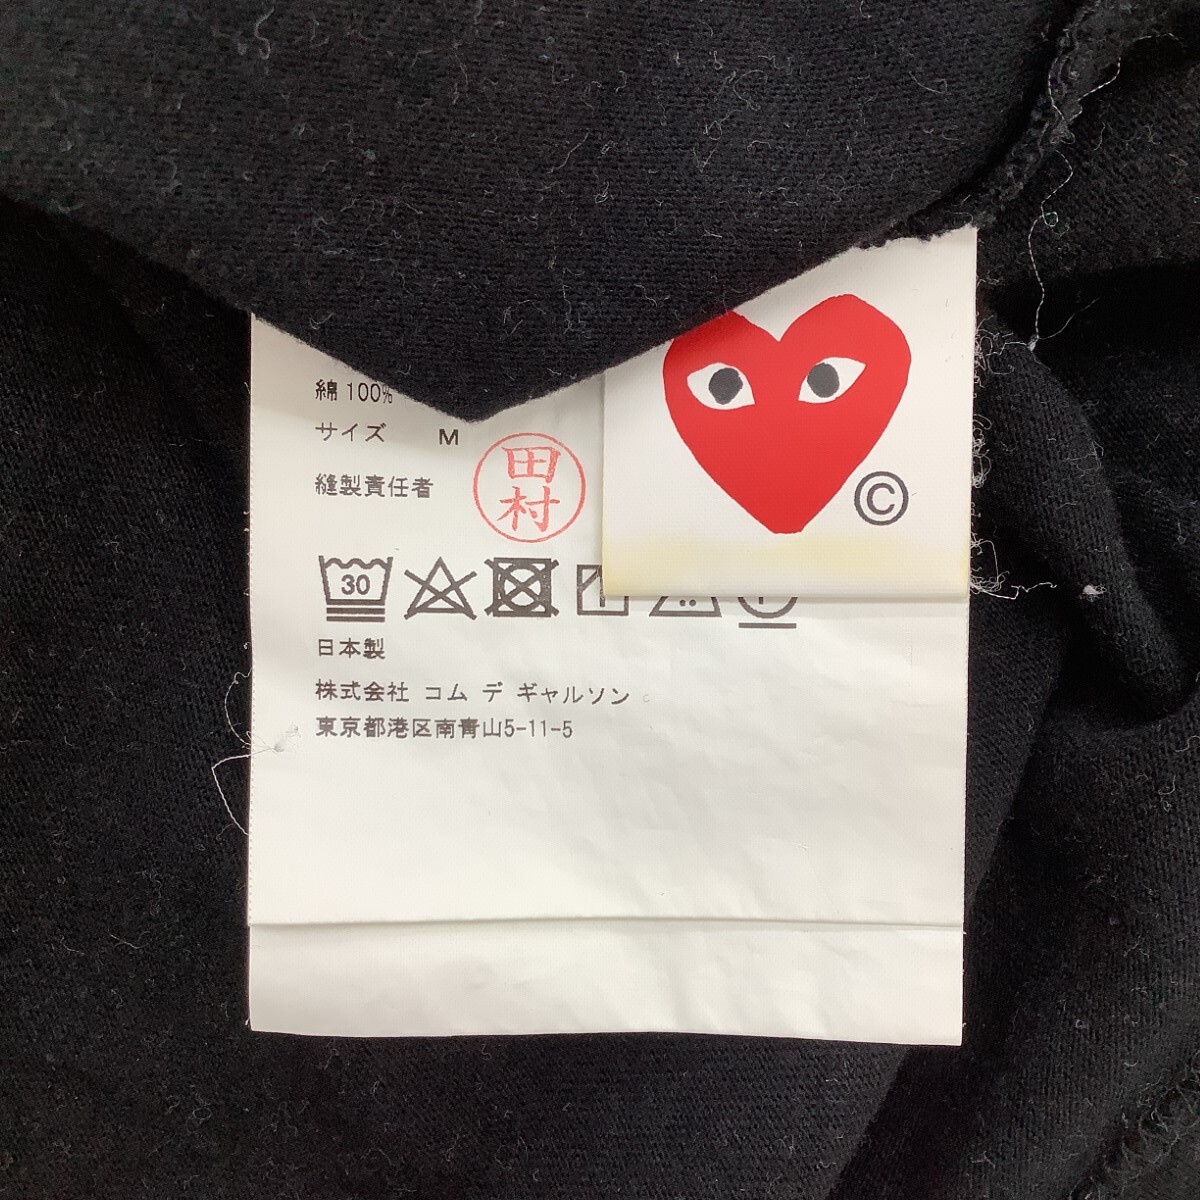 綿 100%
サイズ M
縫製責任者
田村
©
30
日本製
株式会社 コム デ ギャルソン c
東京都港区南青山5-11-5